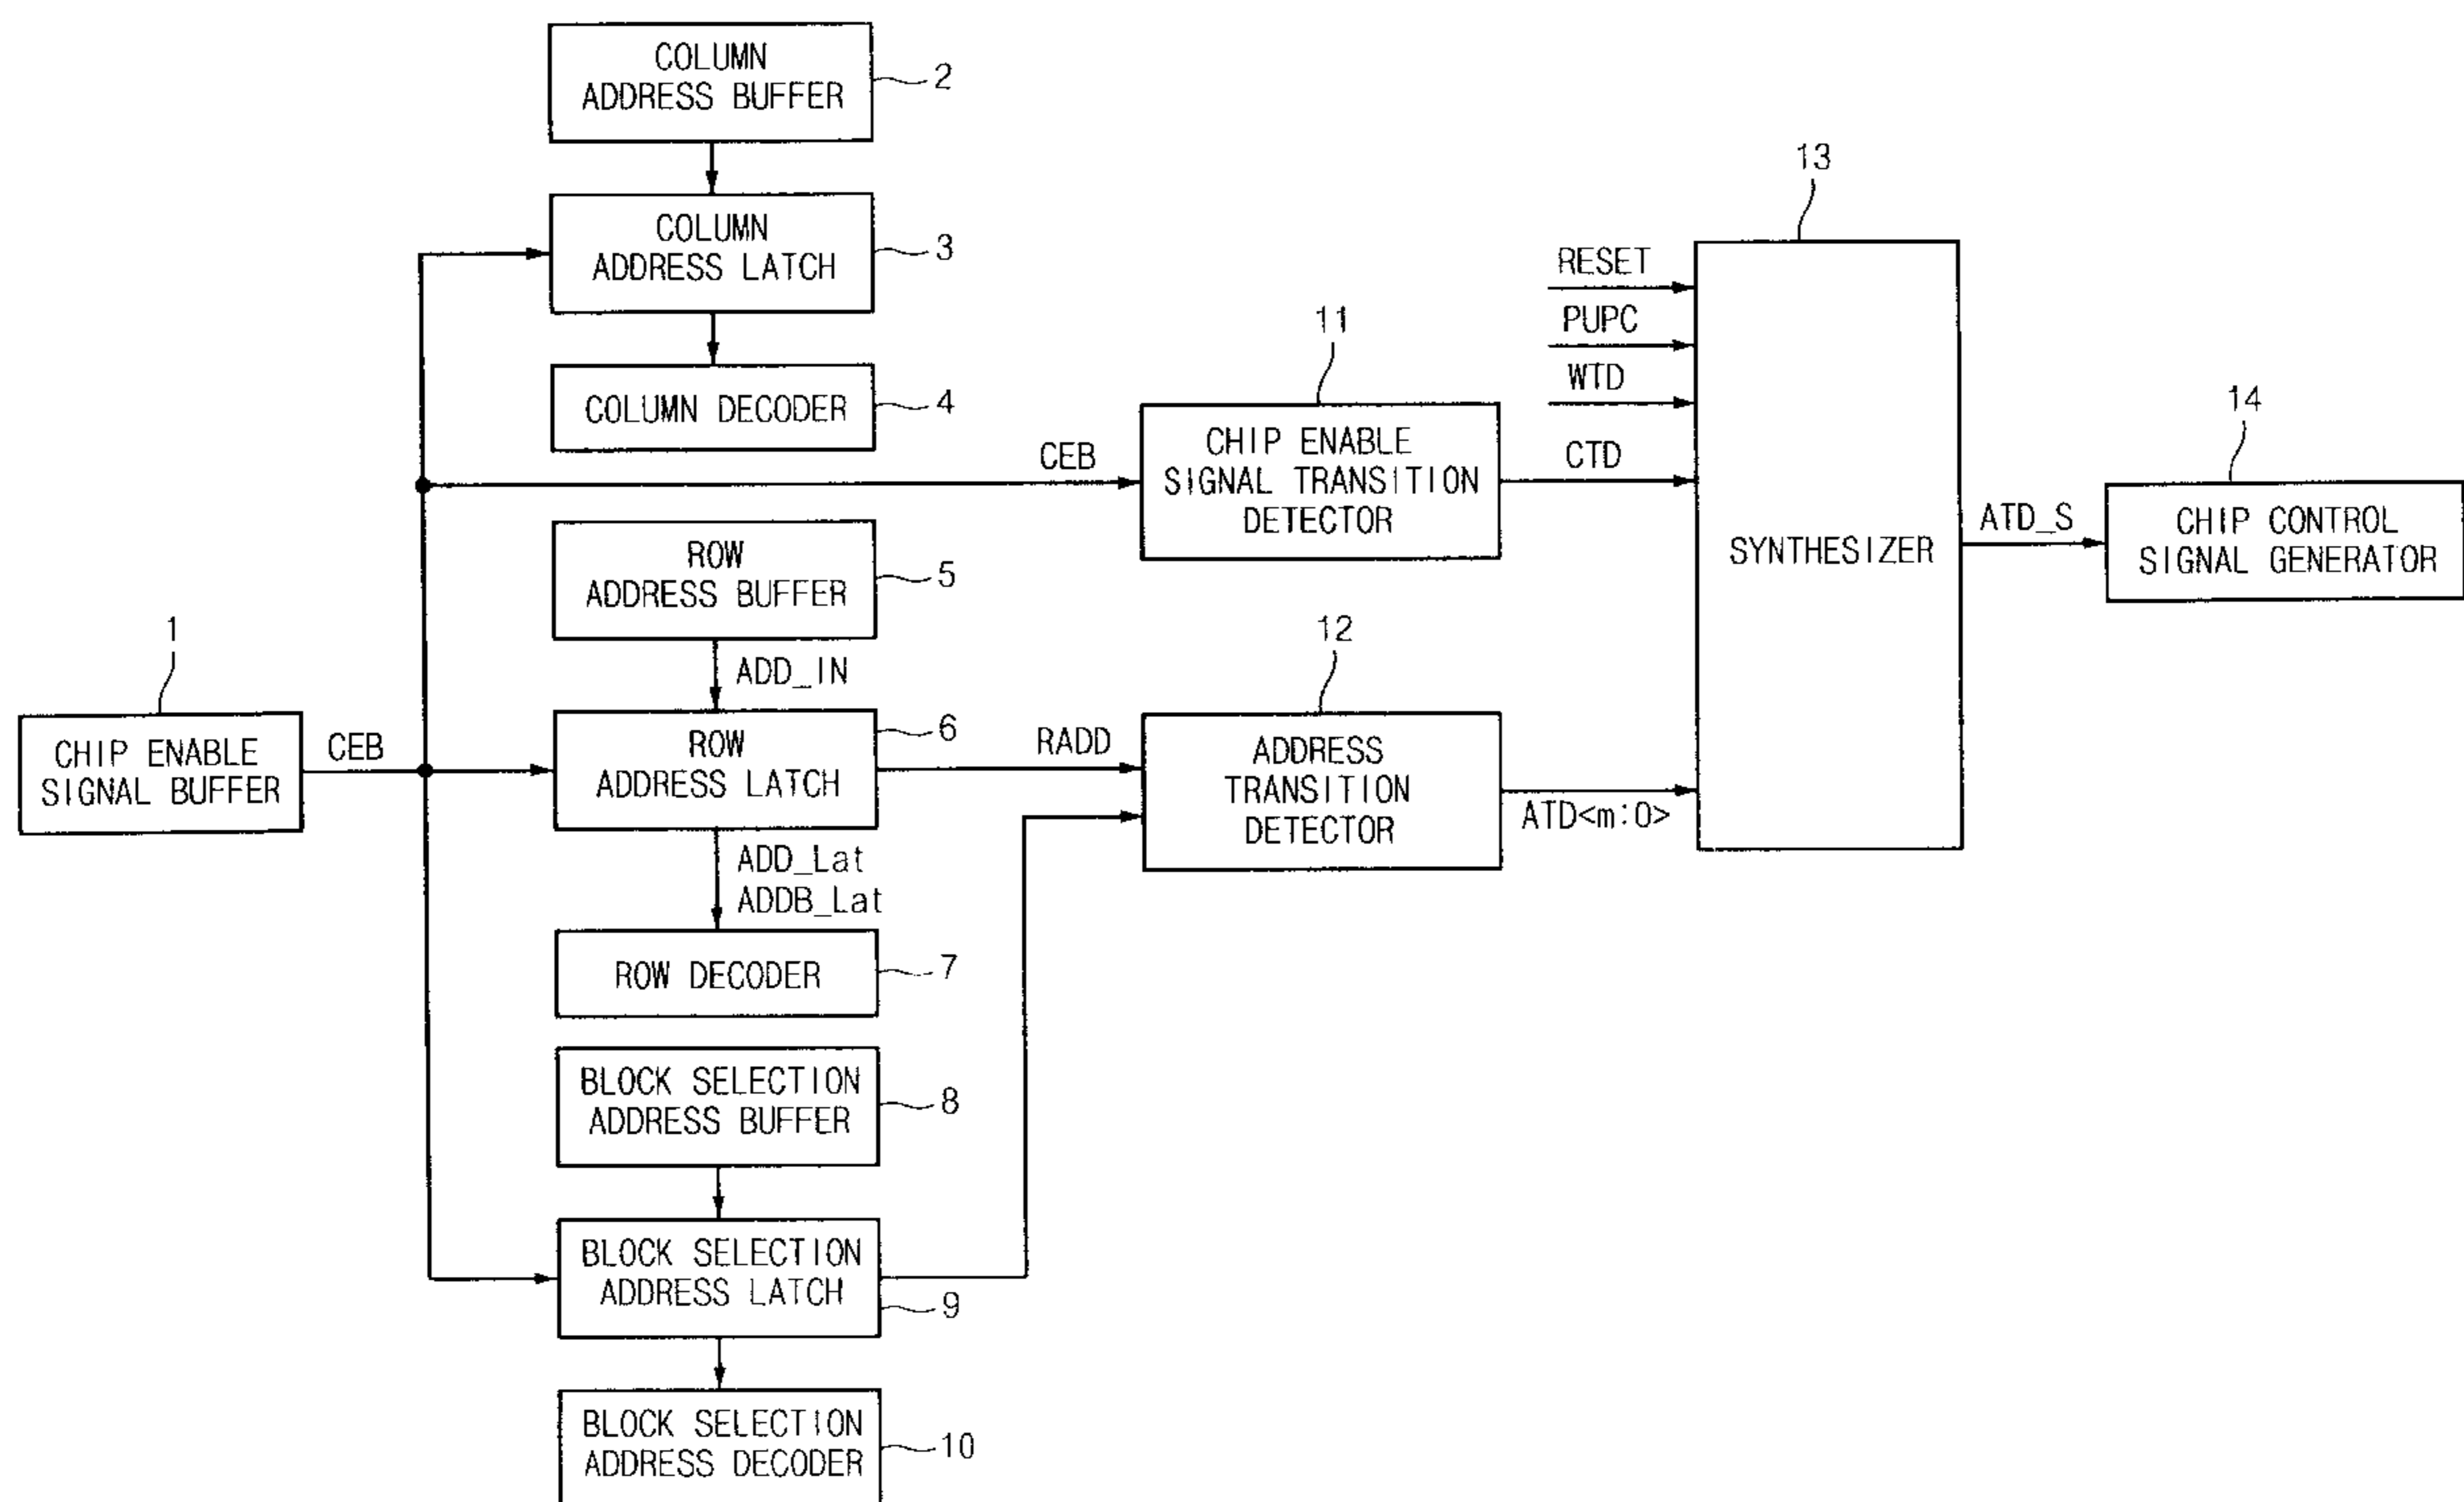 COLUMN
ADDRESS BUFFER
2
COLUMN
ADDRESS LATCH
3
COLUMN DECODER
4
CEB
11
CHIP ENABLE
SIGNAL TRANSITION
DETECTOR
RESET
PUPC
WTD
CTD
13
SYNTHESIZER
ATD_S
14
CHIP CONTROL
SIGNAL GENERATOR
ROW
ADDRESS BUFFER
5
ADD_IN
1
CHIP ENABLE
SIGNAL BUFFER
CEB
ROW
ADDRESS LATCH
6
RADD
12
ADDRESS
TRANSITION
DETECTOR
ATD<m:0>
ADD_Lat
ADDB_Lat
ROW DECODER
7
BLOCK SELECTION
ADDRESS BUFFER
8
BLOCK SELECTION
ADDRESS LATCH
9
BLOCK SELECTION
ADDRESS DECODER
10